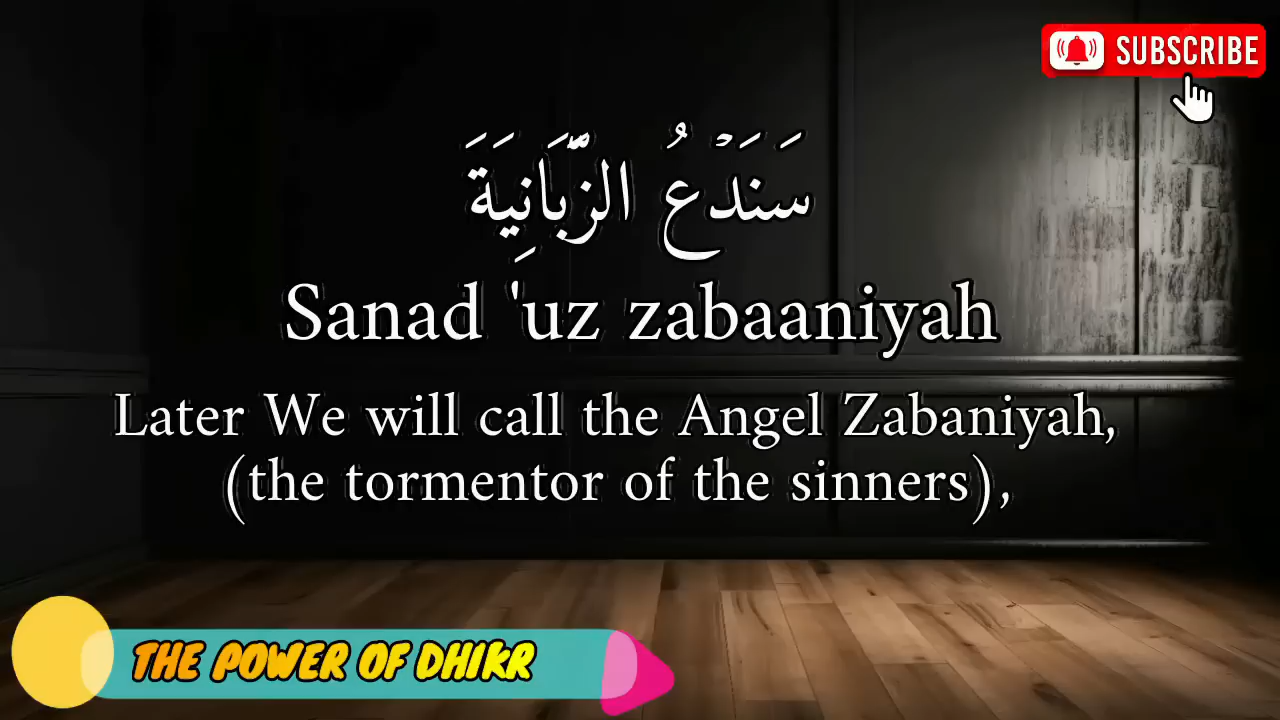 SUBSCRIBE
سَنَدْعُ الزَّبَانِيَةَ
Sanad 'uz zabaaniyah
Later We will call the Angel Zabaniyah,
(the tormentor of the sinners),
THE POWER OF DHIKR